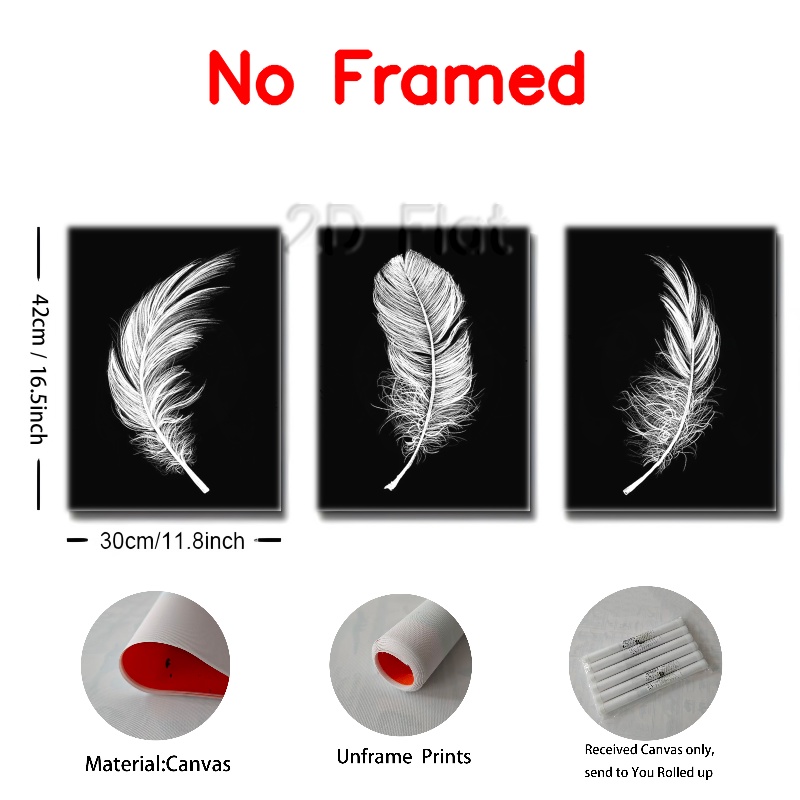 No Framed
2D Flat
42cm / 16.5inch
30cm/11.8inch
Material:Canvas
Unframe Prints
Received Canvas only,
send to You Rolled up